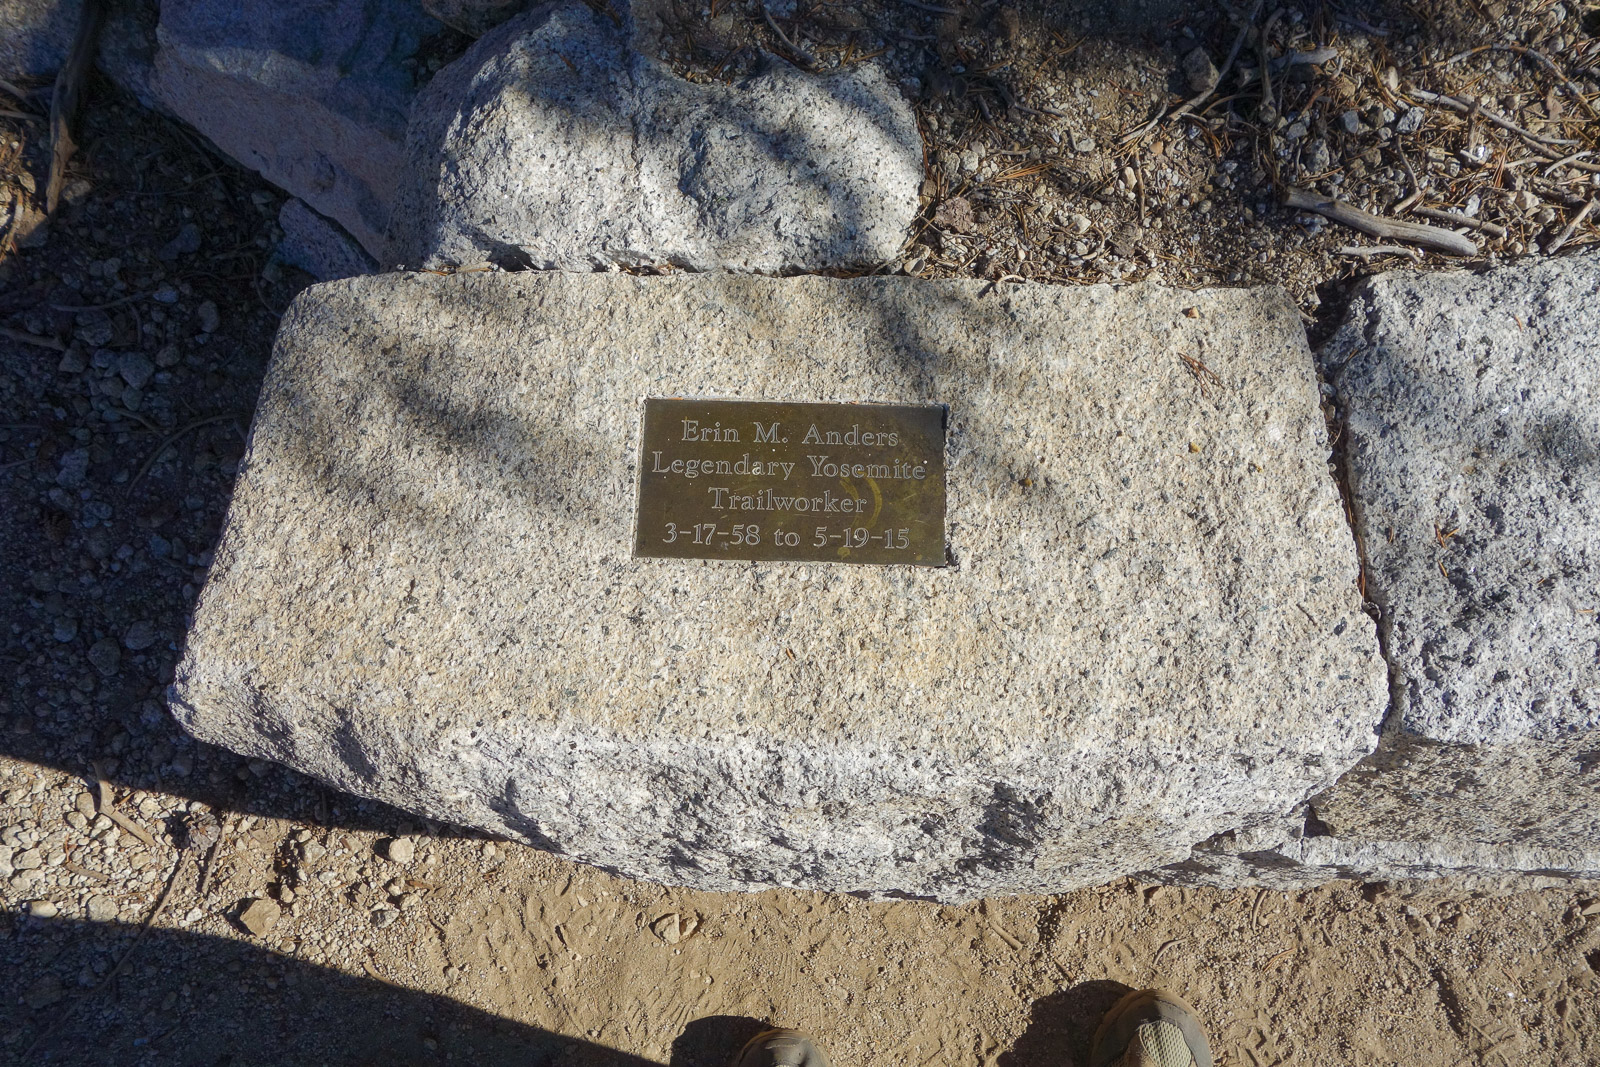 Erin M. Anders
Legendary Yosemite
Trailworker
3-17-58 to 5-19-15